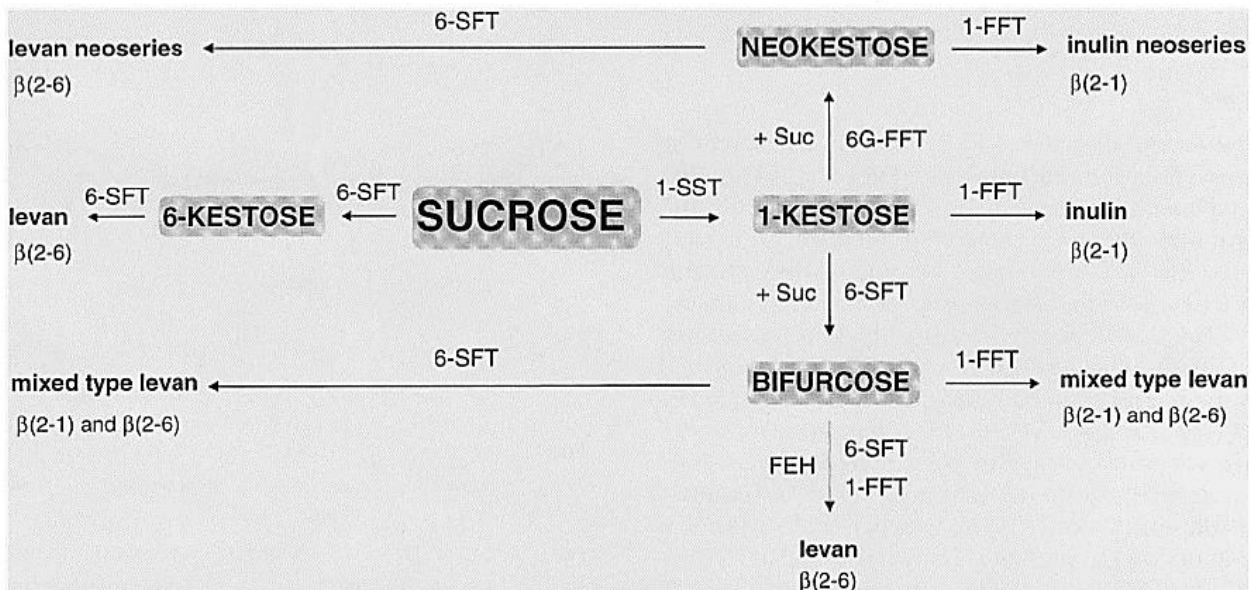 6-SFT
1-FFT
levan neoseries
NEOKESTOSE
inulin neoseries
β(2-6)
β(2-1)
+ Suc
6G-FFT
6-SFT
6-SFT
1-SST
1-FFT
levan
6-KESTOSE
SUCROSE
1-KESTOSE
inulin
β(2-6)
β(2-1)
+ Suc
6-SFT
6-SFT
1-FFT
mixed type levan
BIFURCOSE
mixed type levan
β(2-1) and β(2-6)
β(2-1) and β(2-6)
6-SFT
FEH
1-FFT
levan
β(2-6)